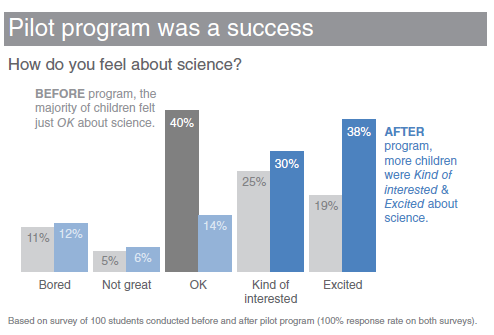 Pilot program was a success
How do you feel about science?
BEFORE program, the
majority of children felt
just OK about science.
11%
12%
5%
6%
40%
14%
25%
30%
19%
38%
AFTER
program,
more children
were Kind of
interested &
Excited about
science.
Bored
Not great
OK
Kind of
interested
Excited
Based on survey of 100 students conducted before and after pilot program (100% response rate on both surveys).